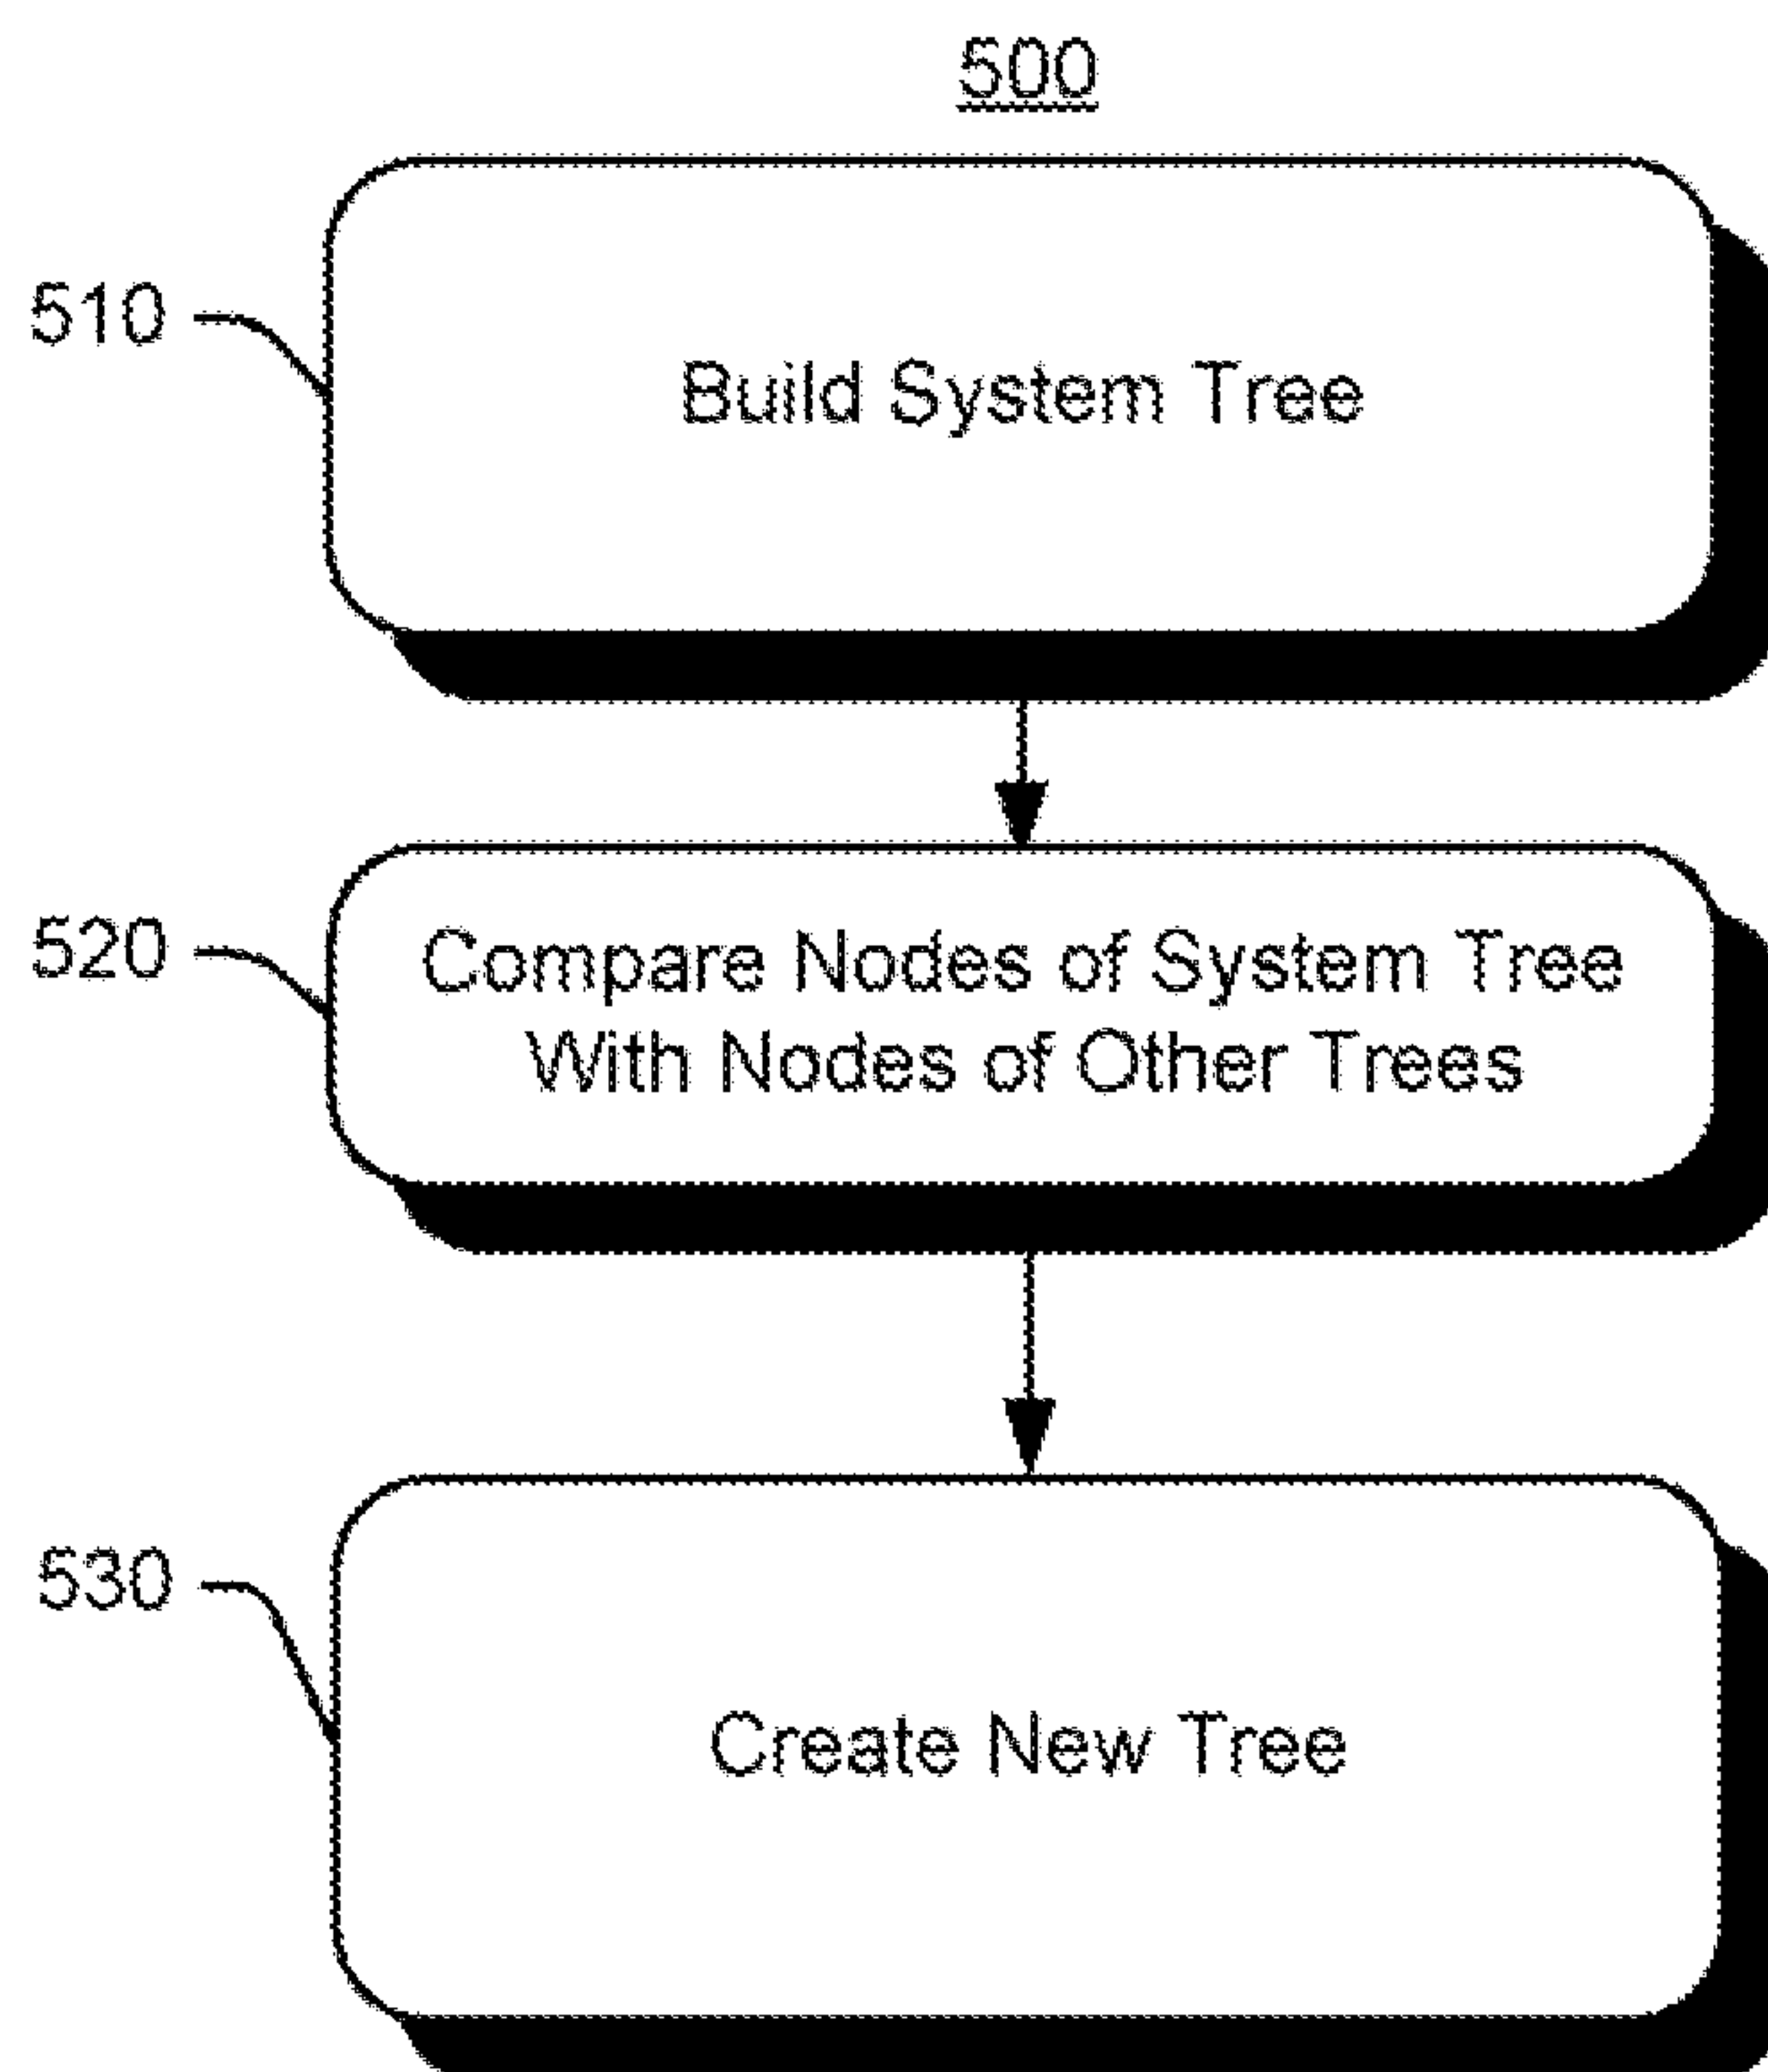 500
510
Build System Tree
520
Compare Nodes of System Tree
With Nodes of Other Trees
530
Create New Tree